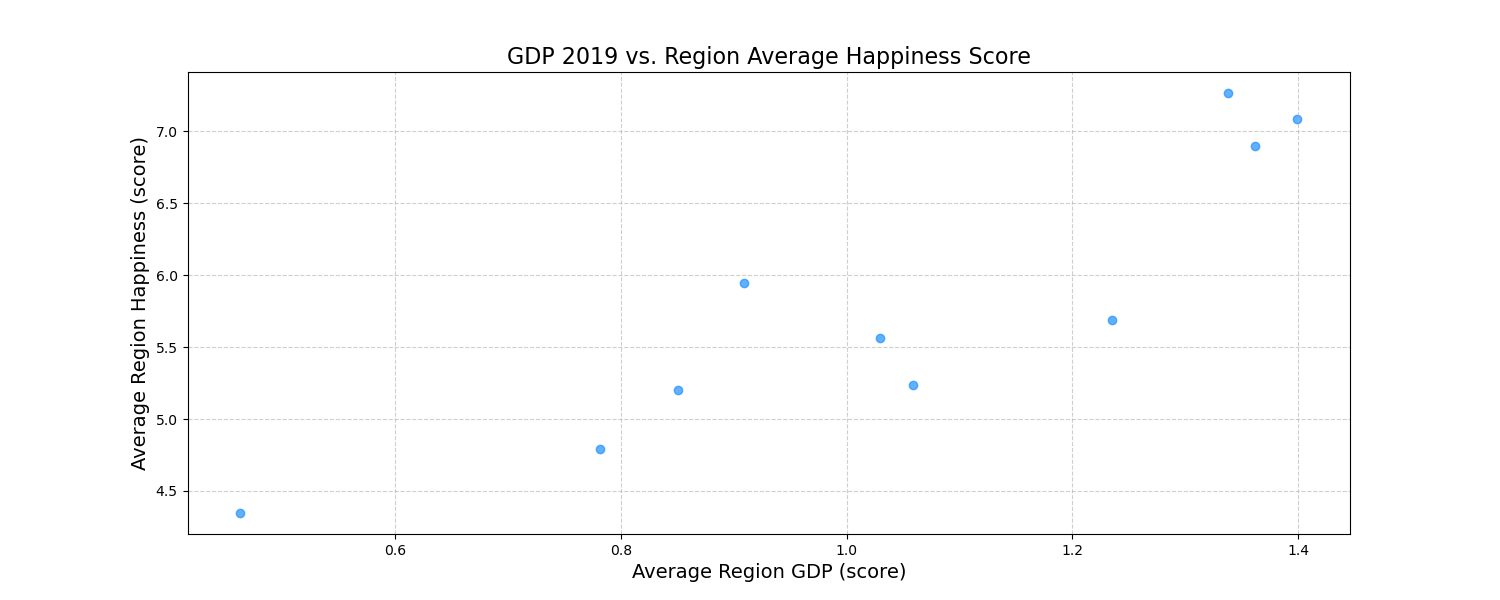 GDP 2019 vs. Region Average Happiness Score
Average Region Happiness (score)
7.0
6.5
6.0
5.5
5.0
4.5
0.6 0.8 1.0 1.2 1.4
Average Region GDP (score)